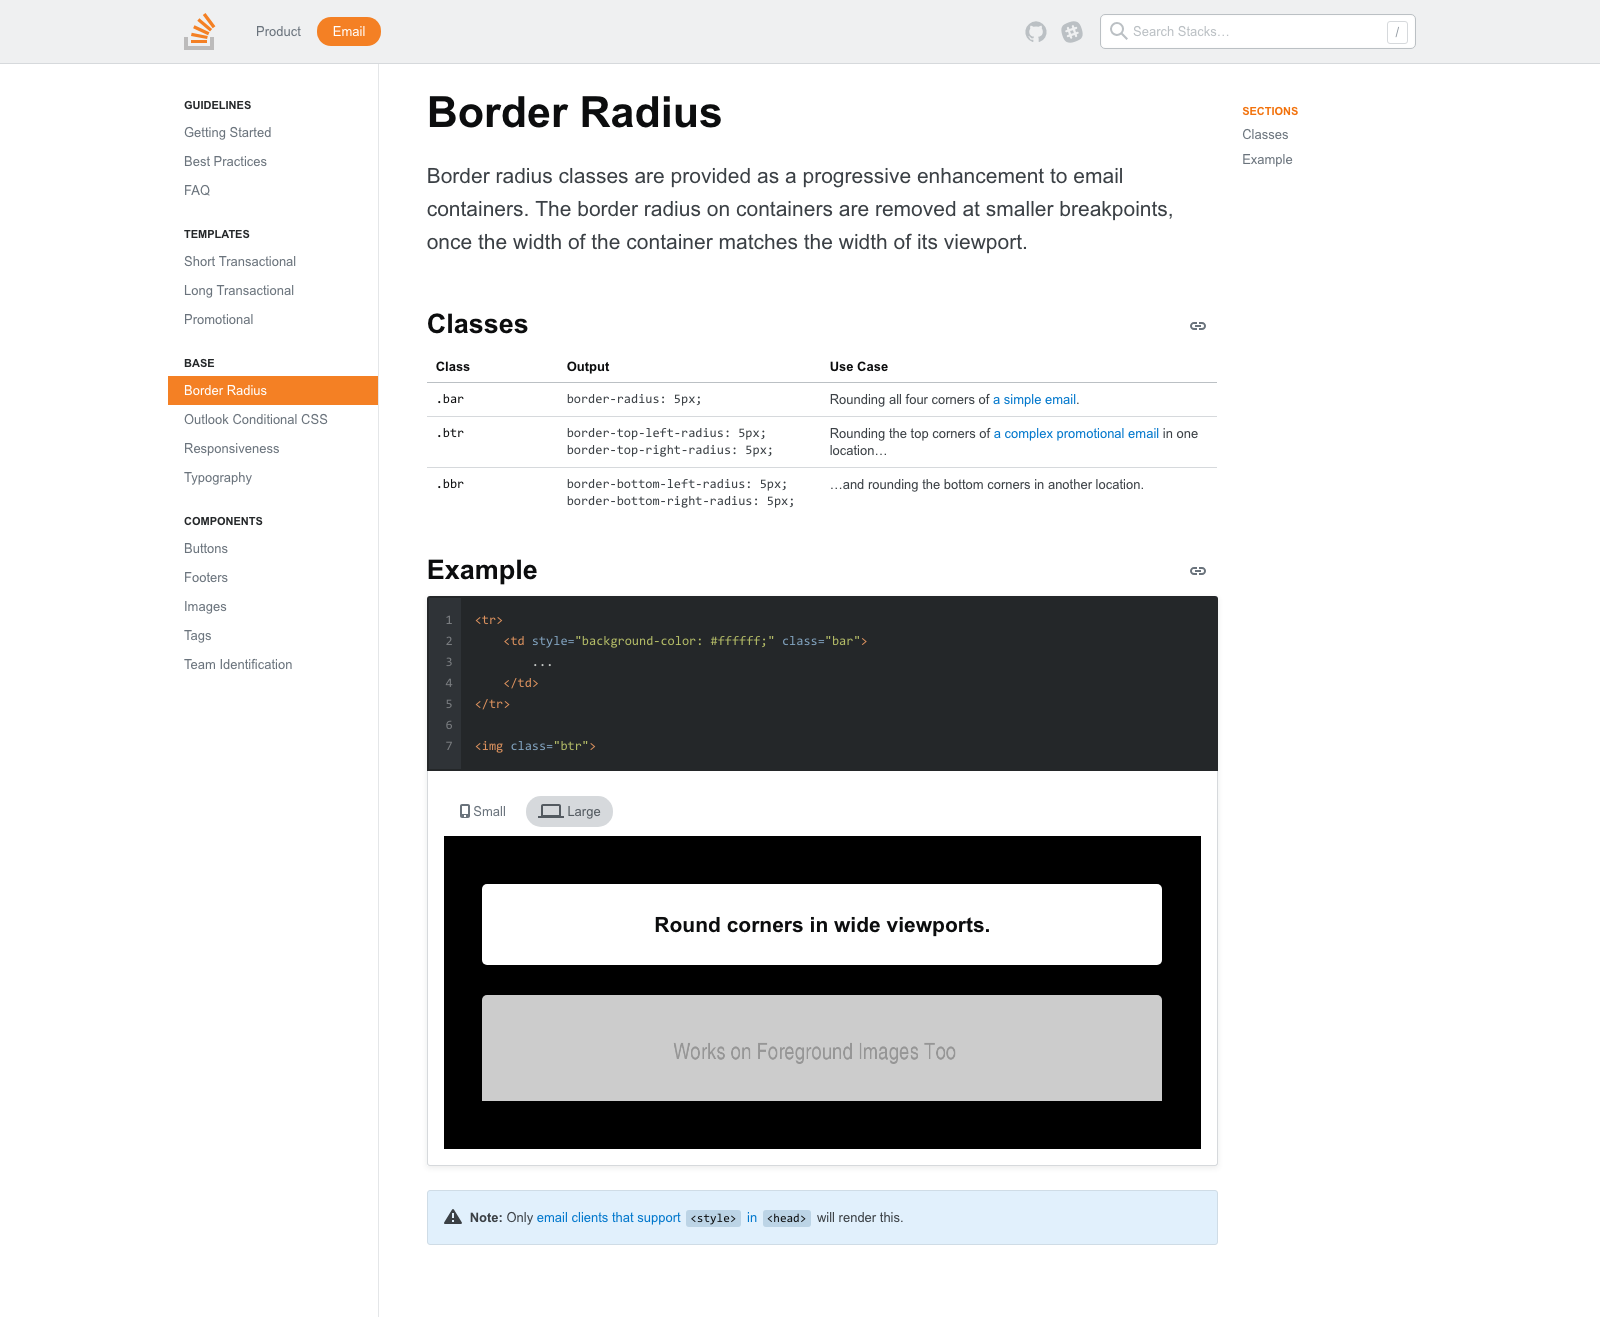 Product
Email
Search Stacks…
/
GUIDELINES
Getting Started
Best Practices
FAQ
TEMPLATES
Short Transactional
Long Transactional
Promotional
BASE
Border Radius
Outlook Conditional CSS
Responsiveness
Typography
COMPONENTS
Buttons
Footers
Images
Tags
Team Identification
Border Radius
Border radius classes are provided as a progressive enhancement to email
containers. The border radius on containers are removed at smaller breakpoints,
once the width of the container matches the width of its viewport.
Classes
Class Output Use Case
.bar border-radius: 5px; Rounding all four corners of a simple email.
.btr border-top-left-radius: 5px; Rounding the top corners of a complex promotional email in one
border-top-right-radius: 5px; location…
.bbr border-bottom-left-radius: 5px; …and rounding the bottom corners in another location.
border-bottom-right-radius: 5px;
Example
1 <tr>
2 <td style="background-color: #ffffff;" class="bar">
3 ...
4 </td>
5 </tr>
6
7 <img class="btr">
Small
Large
Round corners in wide viewports.
Works on Foreground Images Too
Note: Only email clients that support <style> in <head> will render this.
SECTIONS
Classes
Example